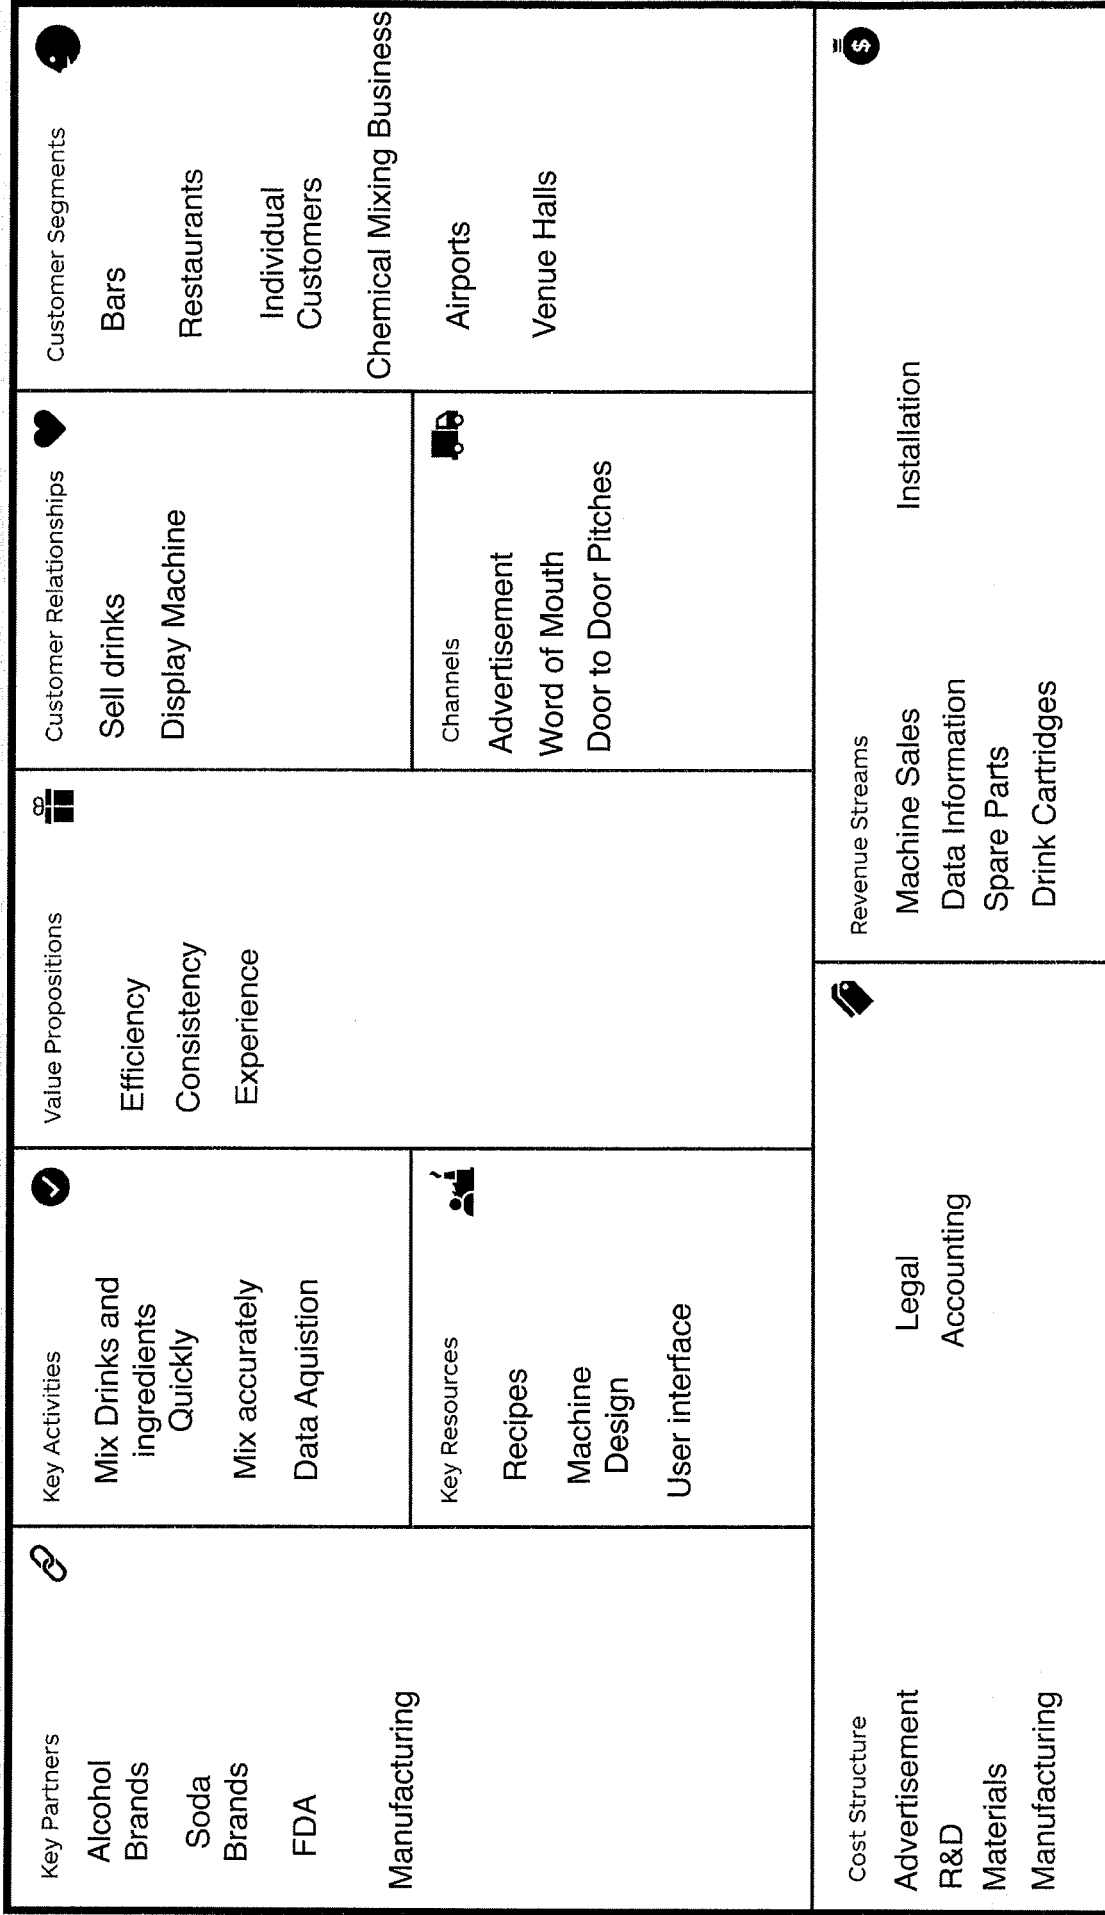 Key Partners
Alcohol
Brands
Soda
Brands
FDA
Manufacturing
Key Activities
Mix Drinks and
ingredients
Quickly
Mix accurately
Data Aquistion
Key Resources
Recipes
Machine
Design
User interface
Value Propositions
Efficiency
Consistency
Experience
Customer Relationships
Sell drinks
Display Machine
Channels
Advertisement
Word of Mouth
Door to Door Pitches
Customer Segments
Bars
Restaurants
Individual
Customers
Chemical Mixing Business
Airports
Venue Halls
Cost Structure
Advertisement
R&D
Materials
Manufacturing
Legal
Accounting
Revenue Streams
Machine Sales
Data Information
Spare Parts
Drink Cartridges
Installation
$